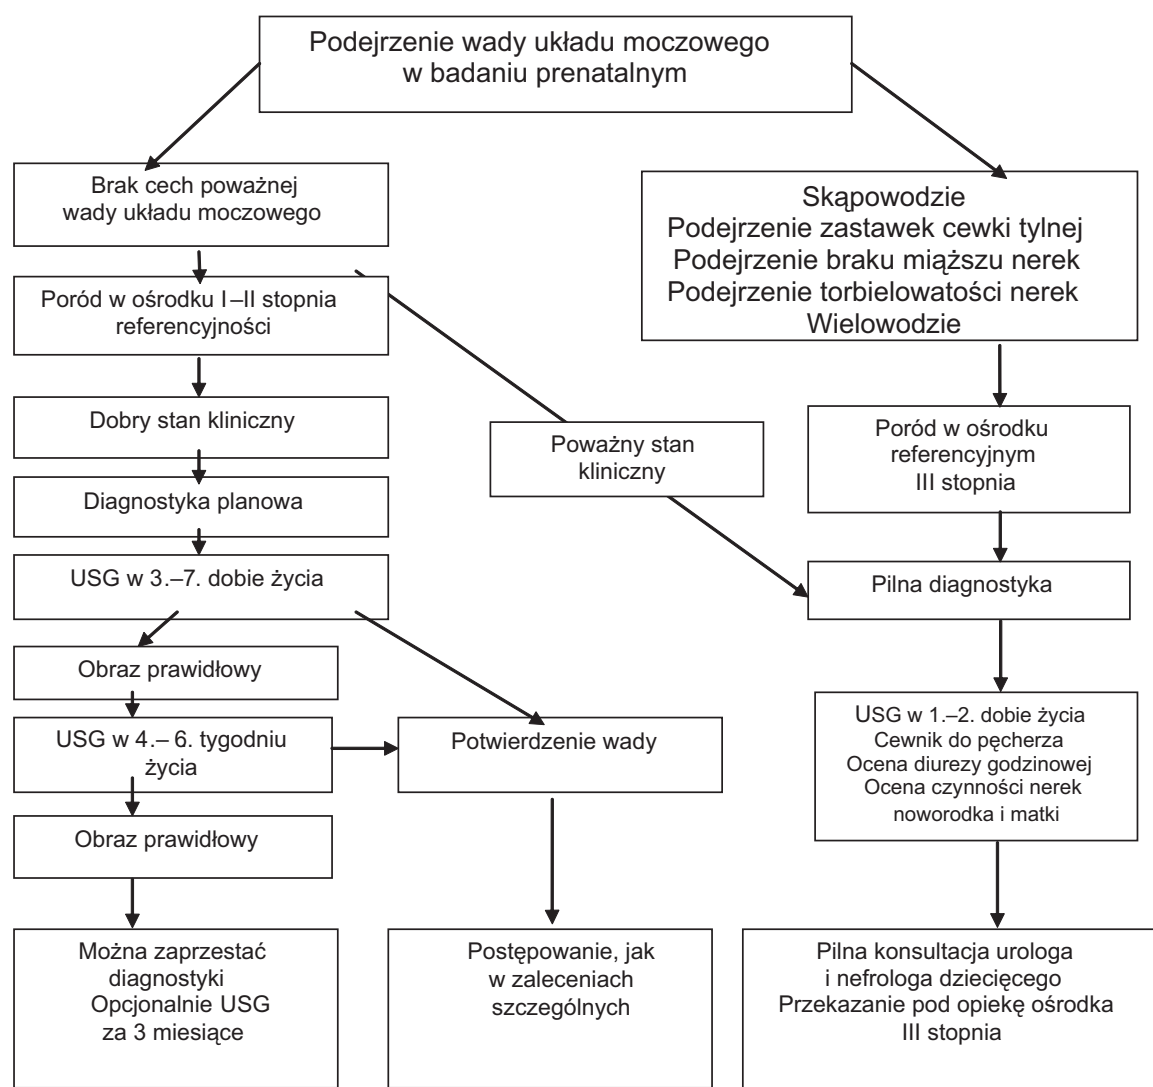 Podejrzenie wady układu moczowego
w badaniu prenatalnym
Brak cech poważnej
wady układu moczowego
Skąpowodzie
Podejrzenie zastawek cewki tylnej
Podejrzenie braku miąższu nerek
Podejrzenie torbielowatości nerek
Wielowodzie
Poród w ośrodku I–II stopnia
referencyjności
Dobry stan kliniczny
Poważny stan
kliniczny
Poród w ośrodku
referencyjnym
III stopnia
Diagnostyka planowa
USG w 3.–7. dobie życia
Pilna diagnostyka
Obraz prawidłowy
USG w 4.– 6. tygodniu
życia
Potwierdzenie wady
USG w 1.–2. dobie życia
Cewnik do pęcherza
Ocena diurezy godzinowej
Ocena czynności nerek
noworodka i matki
Obraz prawidłowy
Można zaprzestać
diagnostyki
Opcjonalnie USG
za 3 miesiące
Postępowanie, jak
w zaleceniach
szczególnych
Pilna konsultacja urologa
i nefrologa dziecięcego
Przekazanie pod opiekę ośrodka
III stopnia